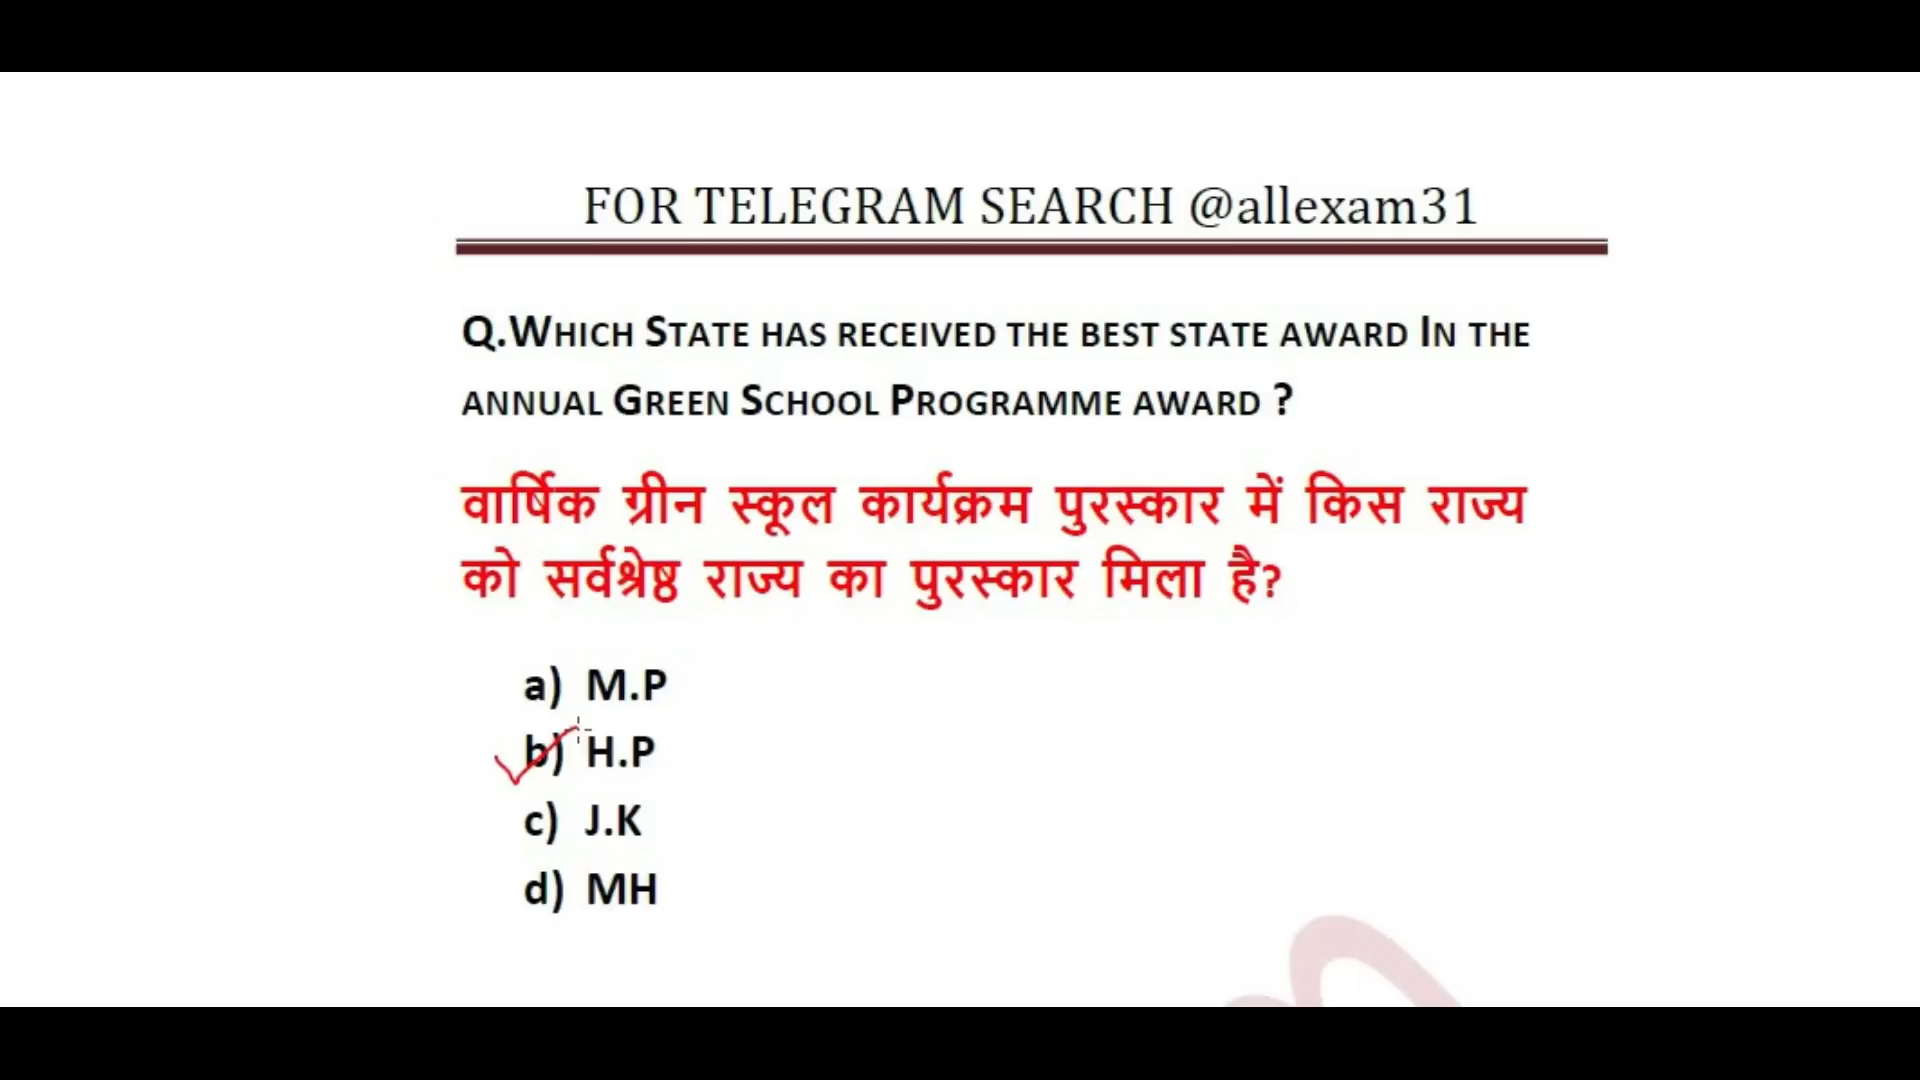 FOR TELEGRAM SEARCH @allexam31
Q.WHICH STATE HAS RECEIVED THE BEST STATE AWARD IN THE
ANNUAL GREEN SCHOOL PROGRAMME AWARD ?
वार्षिक ग्रीन स्कूल कार्यक्रम पुरस्कार में किस राज्य
को सर्वश्रेष्ठ राज्य का पुरस्कार मिला है?
a) M.P
b) H.P
c) J.K
d) MH